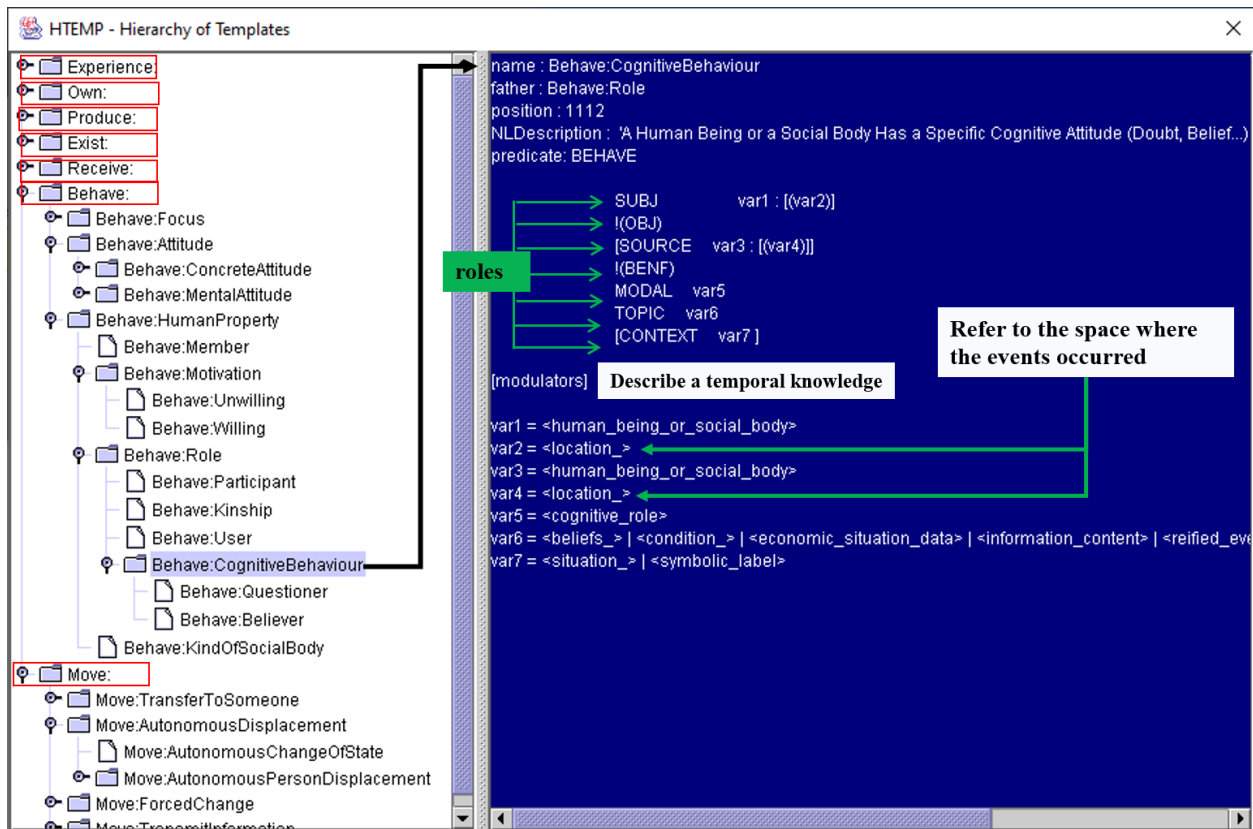 HTEMP - Hierarchy of Templates
Experience:
Own:
Produce:
Exist:
Receive:
Behave:
Behave:Focus
Behave:Attitude
Behave:ConcreteAttitude
Behave:MentalAttitude
Behave:HumanProperty
Behave:Member
Behave:Motivation
Behave:Unwilling
Behave:Willing
Behave:Role
Behave:Participant
Behave:Kinship
Behave:User
Behave:CognitiveBehaviour
Behave:Questioner
Behave:Believer
Behave:KindOfSocialBody
Move:
Move:TransferToSomeone
Move:AutonomousDisplacement
Move:AutonomousChangeOfState
Move:AutonomousPersonDisplacement
Move:ForcedChange
Move:TransmitInformation
name : Behave:CognitiveBehaviour
father : Behave:Role
position : 1112
NLDescription : 'A Human Being or a Social Body Has a Specific Cognitive Attitude (Doubt, Belief...)
predicate: BEHAVE
roles
SUBJ var1 : [(var2)]
!(OBJ)
[SOURCE var3 : [(var4)]]
!(BENF)
MODAL var5
TOPIC var6
[CONTEXT var7 ]
Refer to the space where
the events occurred
[modulators] Describe a temporal knowledge
var1 = <human_being_or_social_body>
var2 = <location_>
var3 = <human_being_or_social_body>
var4 = <location_>
var5 = <cognitive_role>
var6 = <beliefs_> | <condition_> | <economic_situation_data> | <information_content> | <reified_eve
var7 = <situation_> | <symbolic_label>